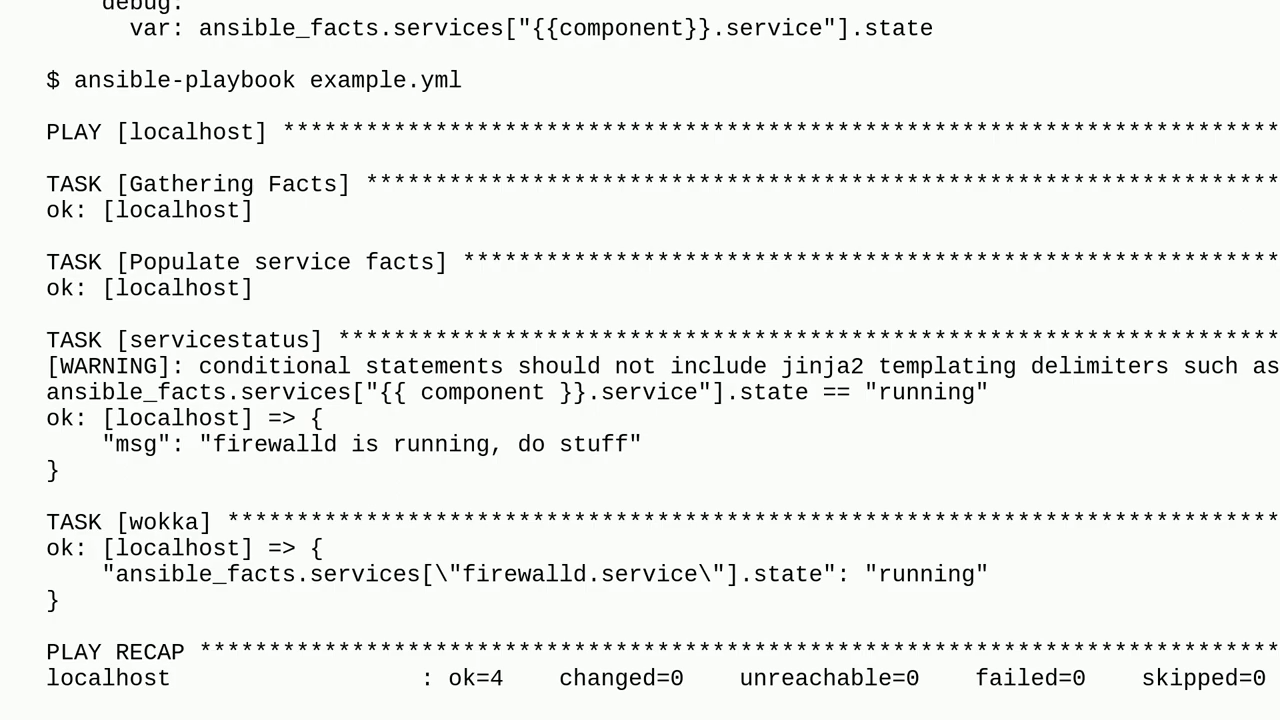 debug:
var: ansible_facts.services["{{component}}.service"].state
$ ansible-playbook example.yml
PLAY [localhost] ************************************************************************
TASK [Gathering Facts] ******************************************************************
ok: [localhost]
TASK [Populate service facts] ***********************************************************
ok: [localhost]
TASK [servicestatus] ********************************************************************
[WARNING]: conditional statements should not include jinja2 templating delimiters such as
ansible_facts.services["{{ component }}.service"].state == "running"
ok: [localhost] => {
"msg": "firewalld is running, do stuff"
}
TASK [wokka] ****************************************************************************
ok: [localhost] => {
"ansible_facts.services[\"firewalld.service\"].state": "running"
}
PLAY RECAP ******************************************************************************
localhost                  : ok=4    changed=0    unreachable=0    failed=0    skipped=0